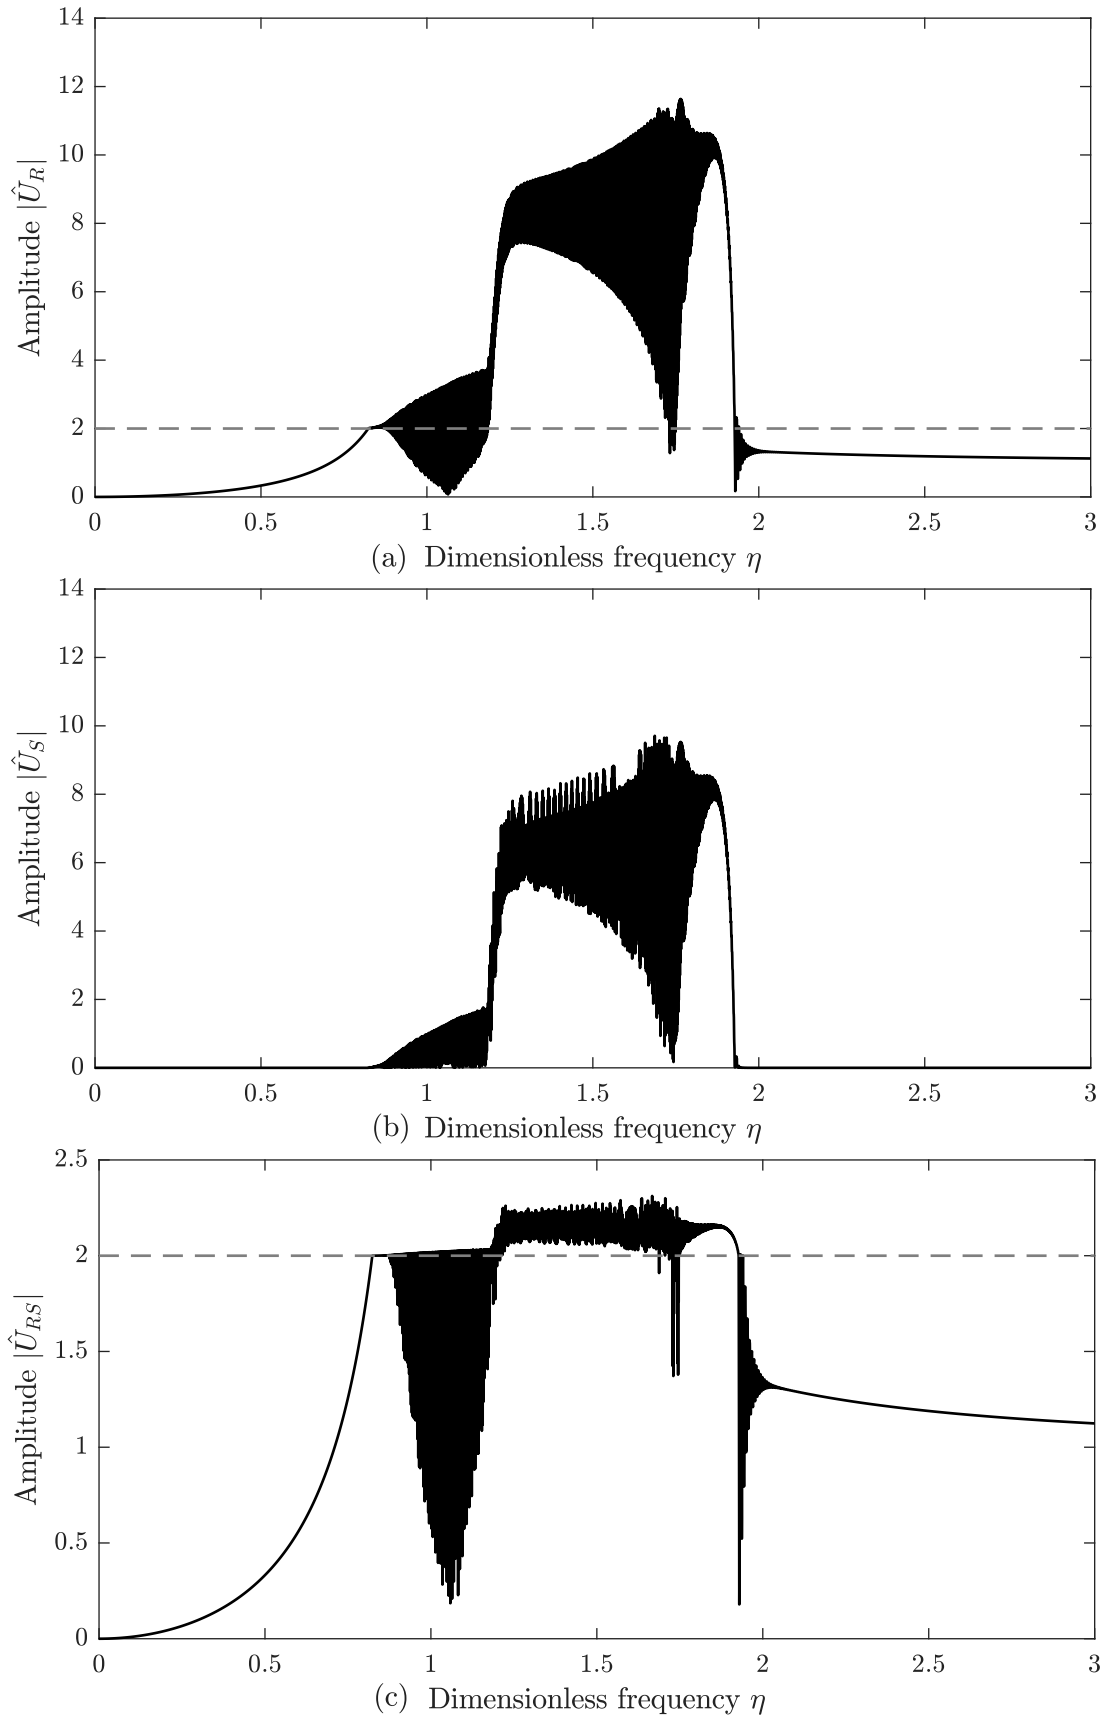 14
12
10
8
6
4
2
0
Amplitude |Û_R|
0 0.5 1 1.5 2 2.5 3
(a) Dimensionless frequency η
14
12
10
8
6
4
2
0
Amplitude |Û_S|
0 0.5 1 1.5 2 2.5 3
(b) Dimensionless frequency η
2.5
2
1.5
1
0.5
0
Amplitude |Û_RS|
0 0.5 1 1.5 2 2.5 3
(c) Dimensionless frequency η